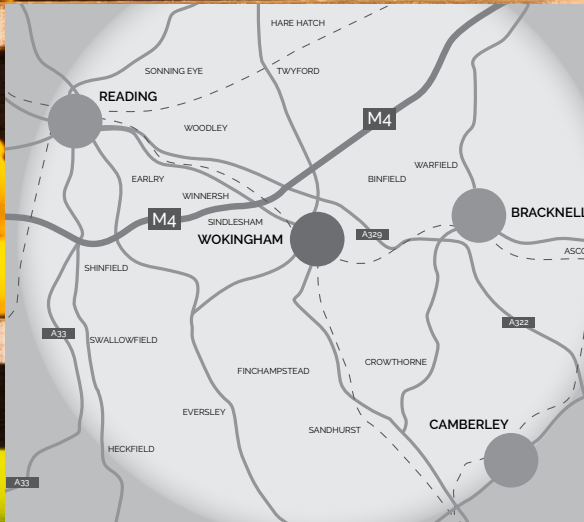 HARE HATCH
SONNING EYE
TWYFORD
READING
M4
WOODLEY
WARFIELD
EARLRY
BINFIELD
WINNERSH
M4
SINDLESHAM
BRACKNELL
WOKINGHAM
A329
ASCO
SHINFIELD
A322
A33
SWALLOWFIELD
CROWTHORNE
FINCHAMPSTEAD
EVERSLEY
CAMBERLEY
SANDHURST
HECKFIELD
A33